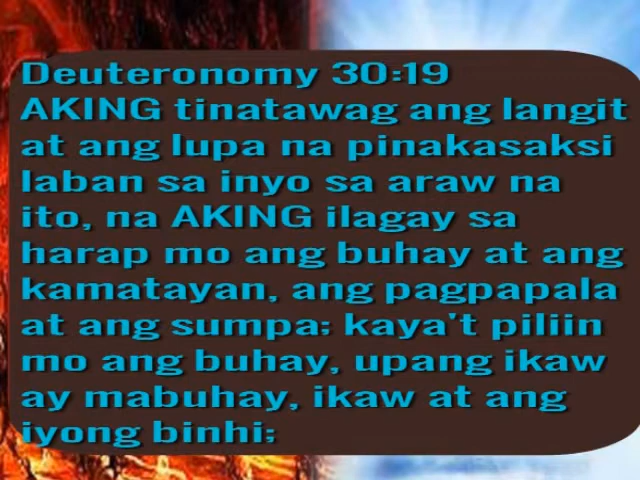 Deuteronomy 30:19
AKING tinatawag ang langit
at ang lupa na pinakasaksi
laban sa inyo sa araw na
ito, na AKING ilagay sa
harap mo ang buhay at ang
kamatayan, ang pagpapala
at ang sumpa; kaya't piliin
mo ang buhay, upang ikaw
ay mabuhay, ikaw at ang
iyong binhi;